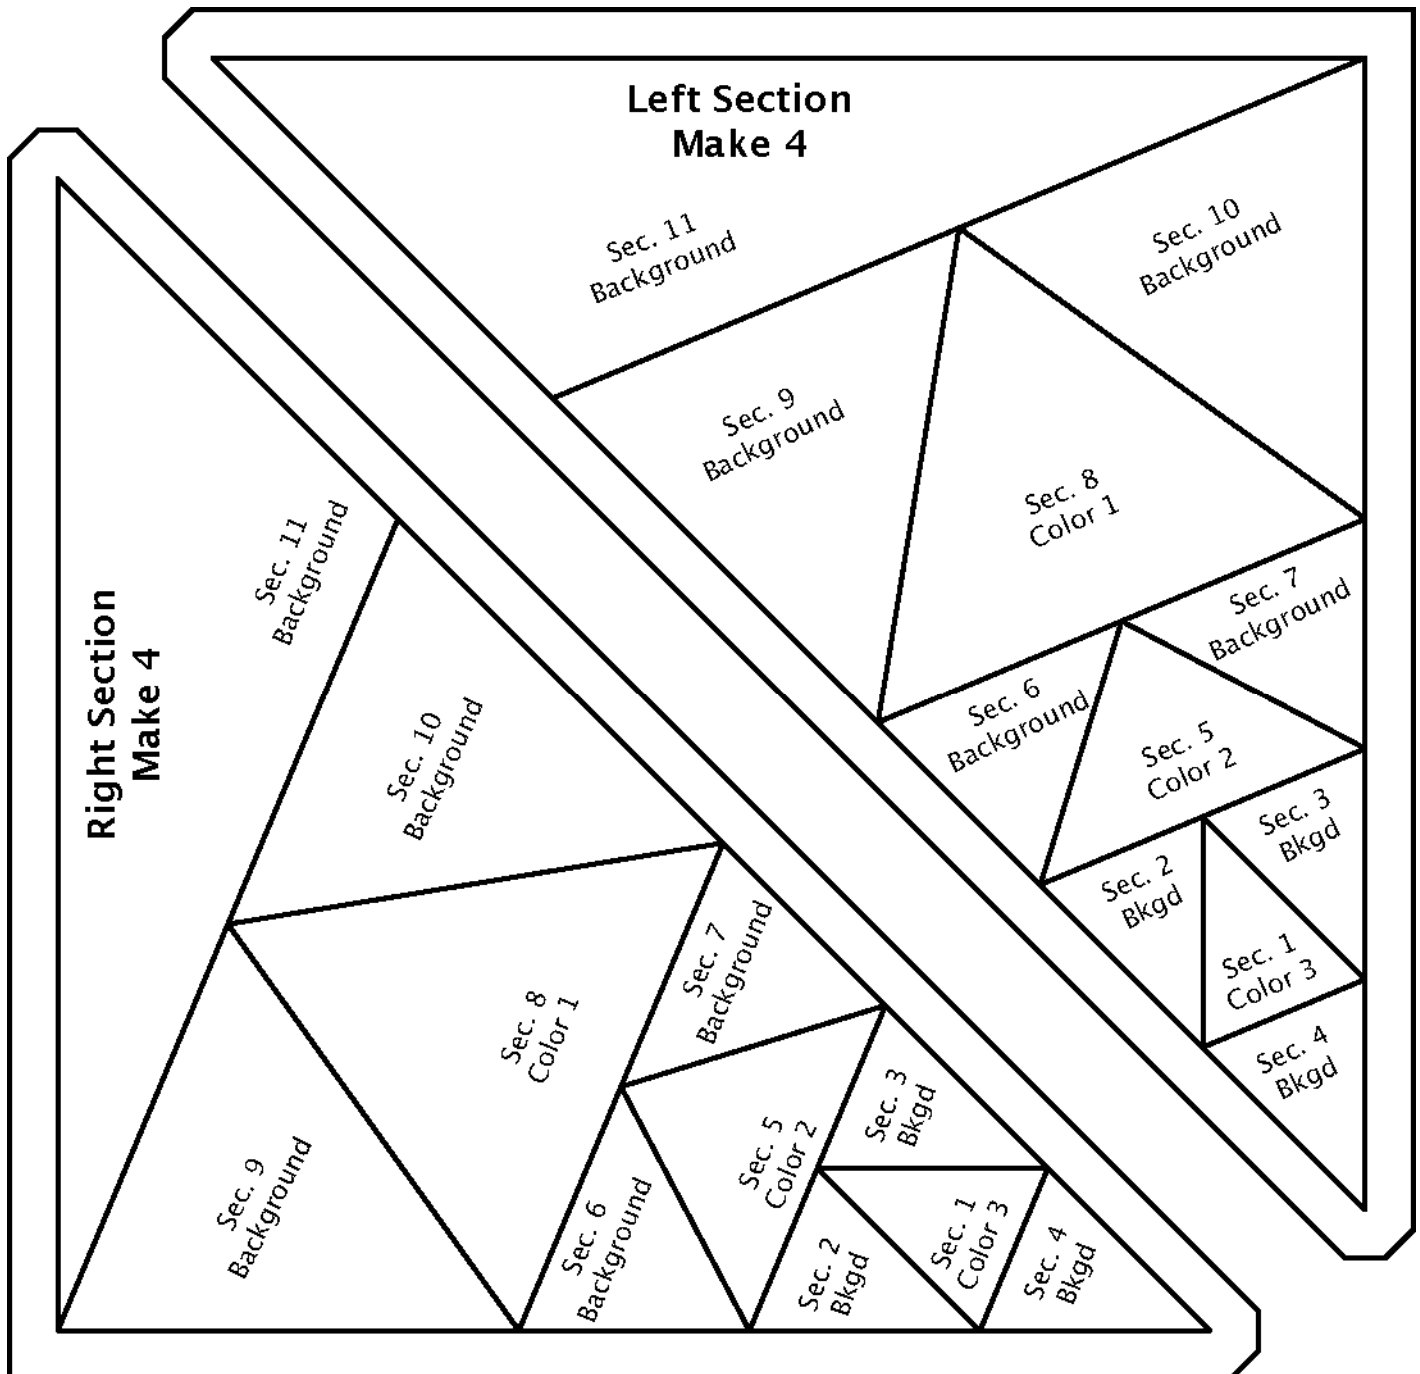 Left Section
Make 4
Sec. 11
Background
Sec. 10
Background
Sec. 9
Background
Sec. 8
Color 1
Sec. 7
Background
Sec. 6
Background
Sec. 5
Color 2
Sec. 3
Bkgd
Sec. 2
Bkgd
Sec. 1
Color 3
Sec. 4
Bkgd
Right Section
Make 4
Sec. 11
Background
Sec. 10
Background
Sec. 9
Background
Sec. 8
Color 1
Sec. 7
Background
Sec. 6
Background
Sec. 5
Color 2
Sec. 3
Bkgd
Sec. 2
Bkgd
Sec. 1
Color 3
Sec. 4
Bkgd